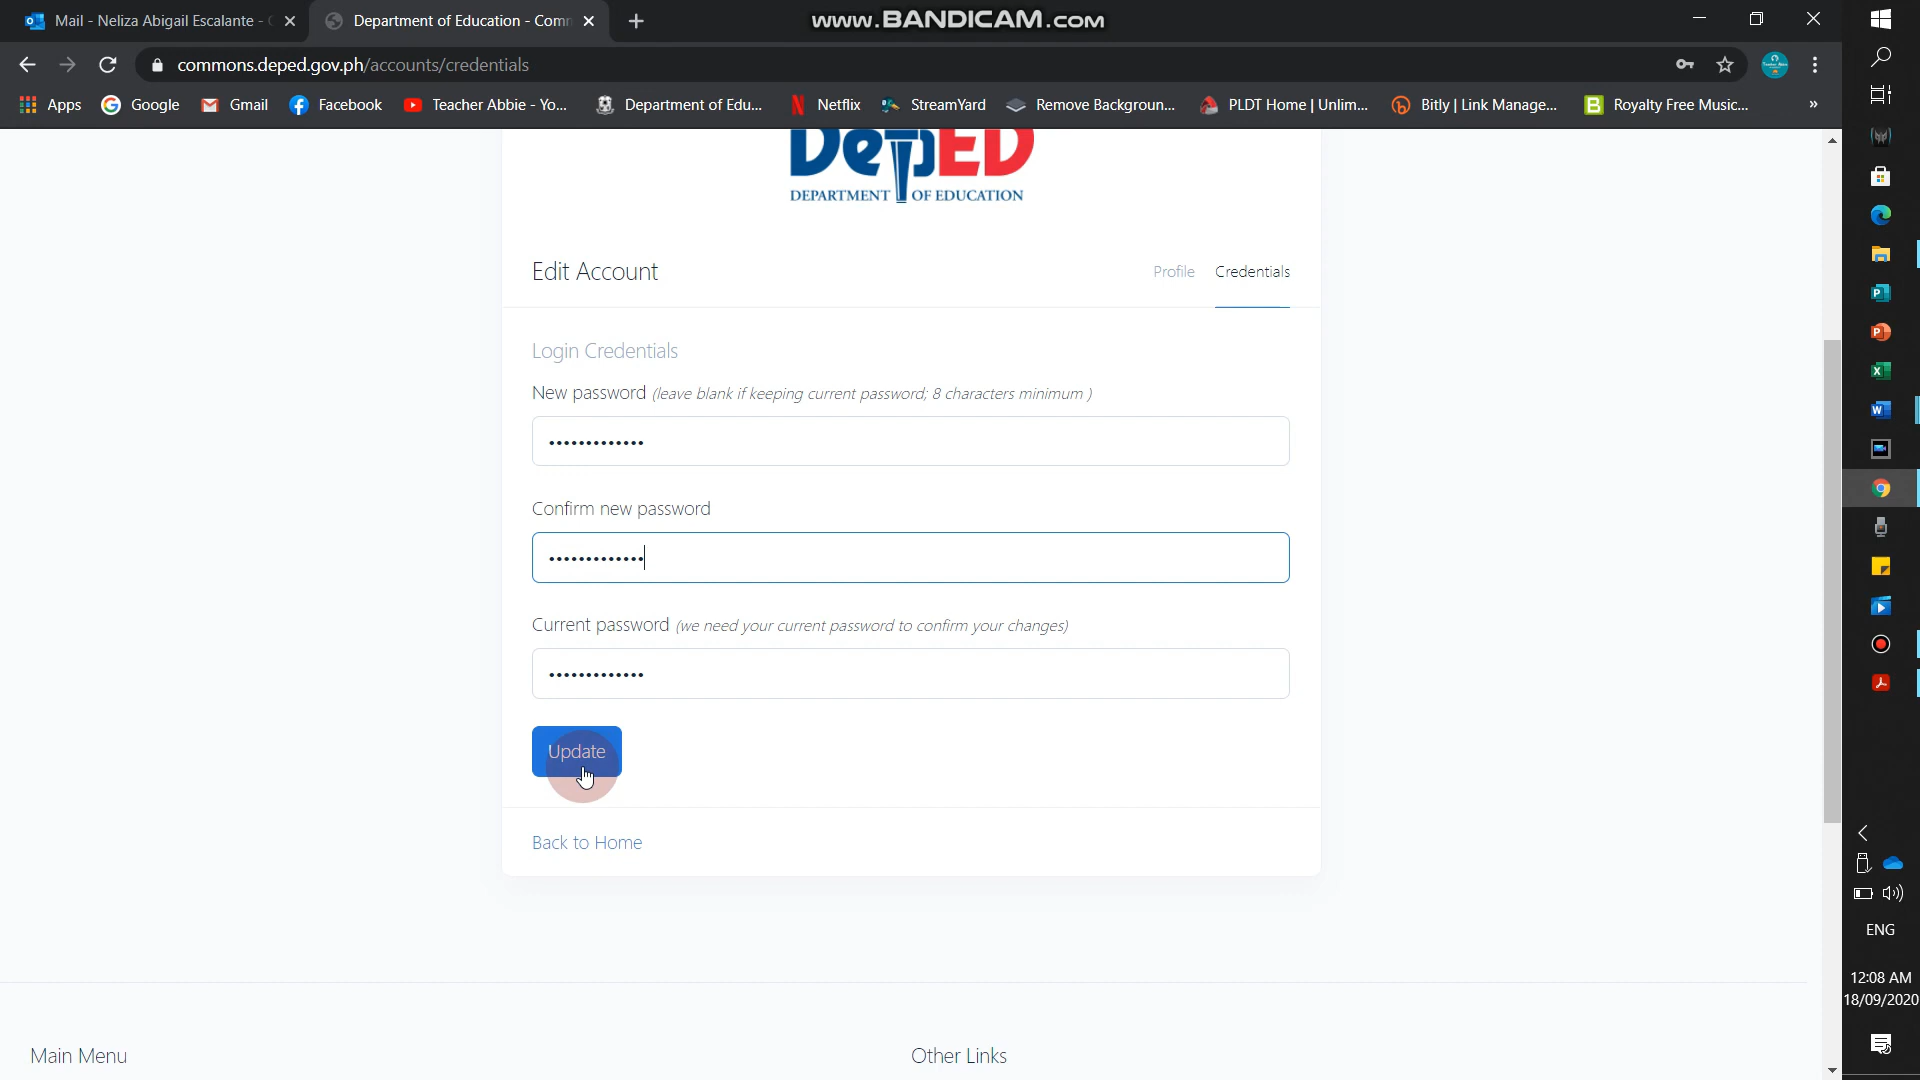 Mail - Neliza Abigail Escalante - 
Department of Education - Comm
www.BANDICAM.com
commons.deped.gov.ph/accounts/credentials
Apps
Google
Gmail
Facebook
Teacher Abbie - Yo...
Department of Edu...
Netflix
StreamYard
Remove Backgroun...
PLDT Home | Unlim...
Bitly | Link Manage...
Royalty Free Music...
»
DepED
DEPARTMENT OF EDUCATION
Edit Account
Profile
Credentials
Login Credentials
New password (leave blank if keeping current password; 8 characters minimum )
•••••••••••••
Confirm new password
•••••••••••••
Current password (we need your current password to confirm your changes)
•••••••••••••
Update
Back to Home
Main Menu
Other Links
ENG
12:08 AM
18/09/2020